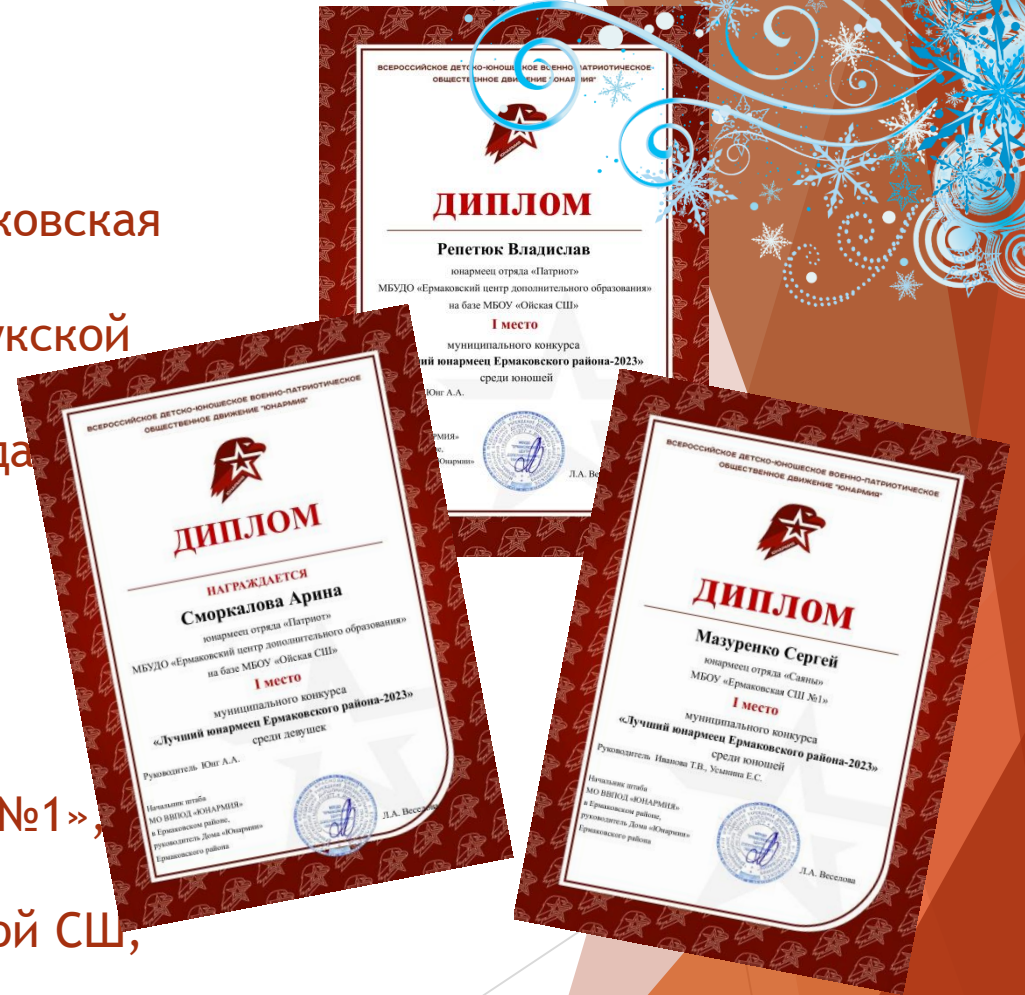 ковская
укской
да
№1»,
ой СШ,
ВСЕРОССИЙСКОЕ ДЕТСКО-ЮНОШЕСКОЕ ВОЕННО-ПАТРИОТИЧЕСКОЕ
ОБЩЕСТВЕННОЕ ДВИЖЕНИЕ "ЮНАРМИЯ"
ДИПЛОМ
Репетюк Владислав
юнармеец отряда «Патриот»
МБУДО «Ермаковский центр дополнительного образования»
на базе МБОУ «Ойская СШ»
I место
муниципального конкурса
ий юнармеец Ермаковского района-2023»
среди юношей
Юнг А.А.
РМИЯ»
ре,
Юнармии»
Л.А. Ве
ВСЕРОССИЙСКОЕ ДЕТСКО-ЮНОШЕСКОЕ ВОЕННО-ПАТРИОТИЧЕСКОЕ
ОБЩЕСТВЕННОЕ ДВИЖЕНИЕ "ЮНАРМИЯ"
ДИПЛОМ
НАГРАЖДАЕТСЯ
Сморкалова Арина
юнармеец отряда «Патриот»
МБУДО «Ермаковский центр дополнительного образования»
на базе МБОУ «Ойская СШ»
I место
муниципального конкурса
«Лучший юнармеец Ермаковского района-2023»
среди девушек
Руководитель Юнг А.А.
Начальник штаба
МО ВВПОД «ЮНАРМИЯ»
в Ермаковском районе,
руководитель Дома «Юнармии»
Ермаковского района
Л.А. Веселова
ВСЕРОССИЙСКОЕ ДЕТСКО-ЮНОШЕСКОЕ ВОЕННО-ПАТРИОТИЧЕСКОЕ
ОБЩЕСТВЕННОЕ ДВИЖЕНИЕ "ЮНАРМИЯ"
ДИПЛОМ
Мазуренко Сергей
юнармеец отряда «Саяны»
МБОУ «Ермаковская СШ №1»
I место
муниципального конкурса
«Лучший юнармеец Ермаковского района-2023»
среди юношей
Руководитель Иванова Т.В., Усынина Е.С.
Начальник штаба
МО ВВПОД «ЮНАРМИЯ»
в Ермаковском районе,
руководитель Дома «Юнармии»
Ермаковского района
Л.А. Веселова